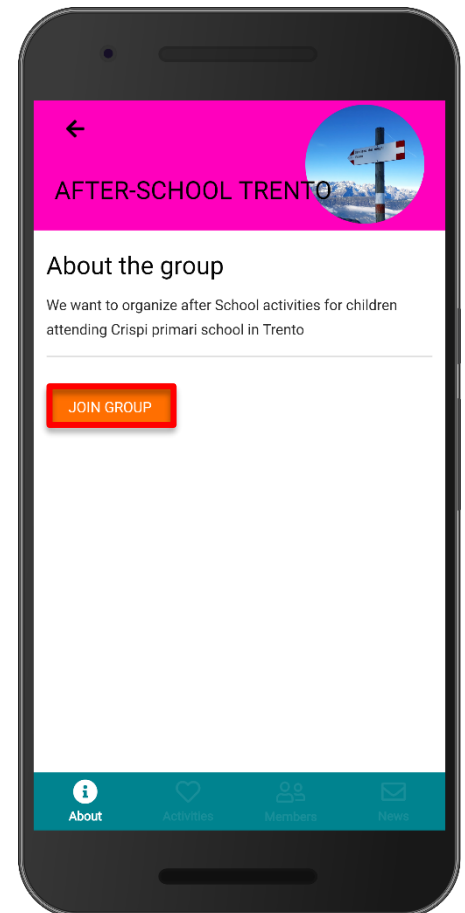 AFTER-SCHOOL TRENTO
About the group
We want to organize after School activities for children
attending Crispi primari school in Trento
JOIN GROUP
About
Activities
Members
News